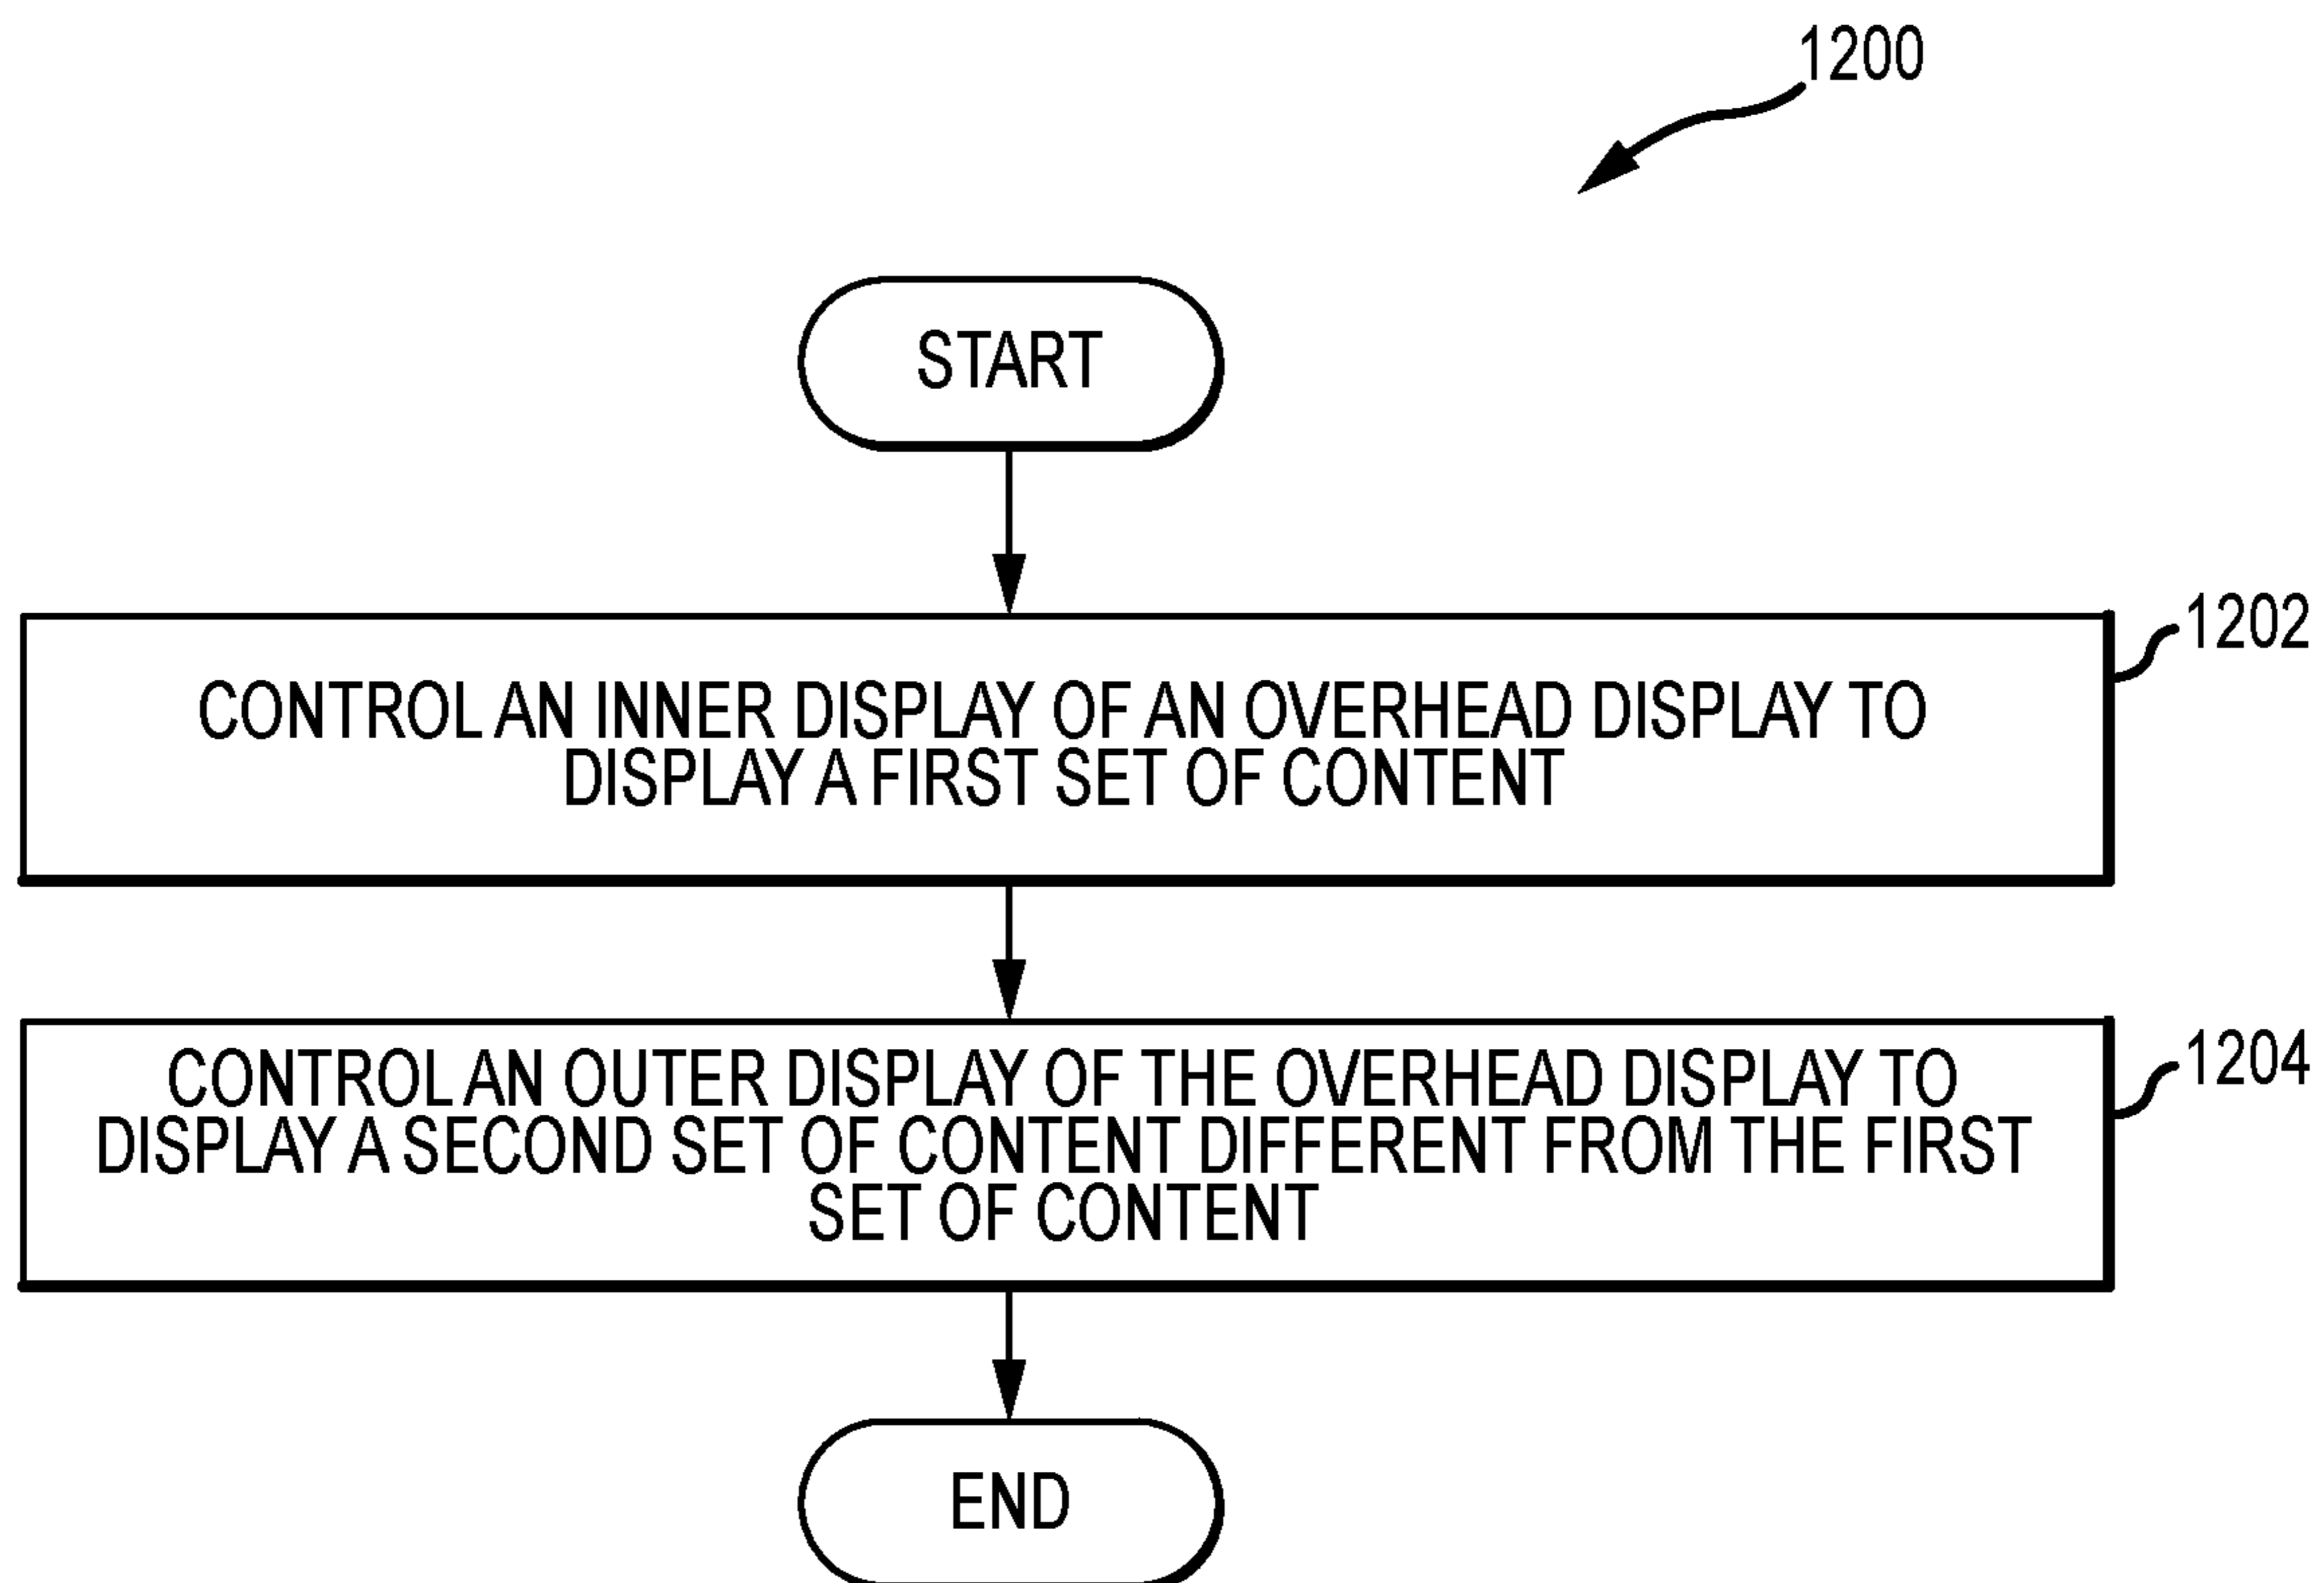 1200
START
1202
CONTROL AN INNER DISPLAY OF AN OVERHEAD DISPLAY TO
DISPLAY A FIRST SET OF CONTENT
1204
CONTROL AN OUTER DISPLAY OF THE OVERHEAD DISPLAY TO
DISPLAY A SECOND SET OF CONTENT DIFFERENT FROM THE FIRST
SET OF CONTENT
END